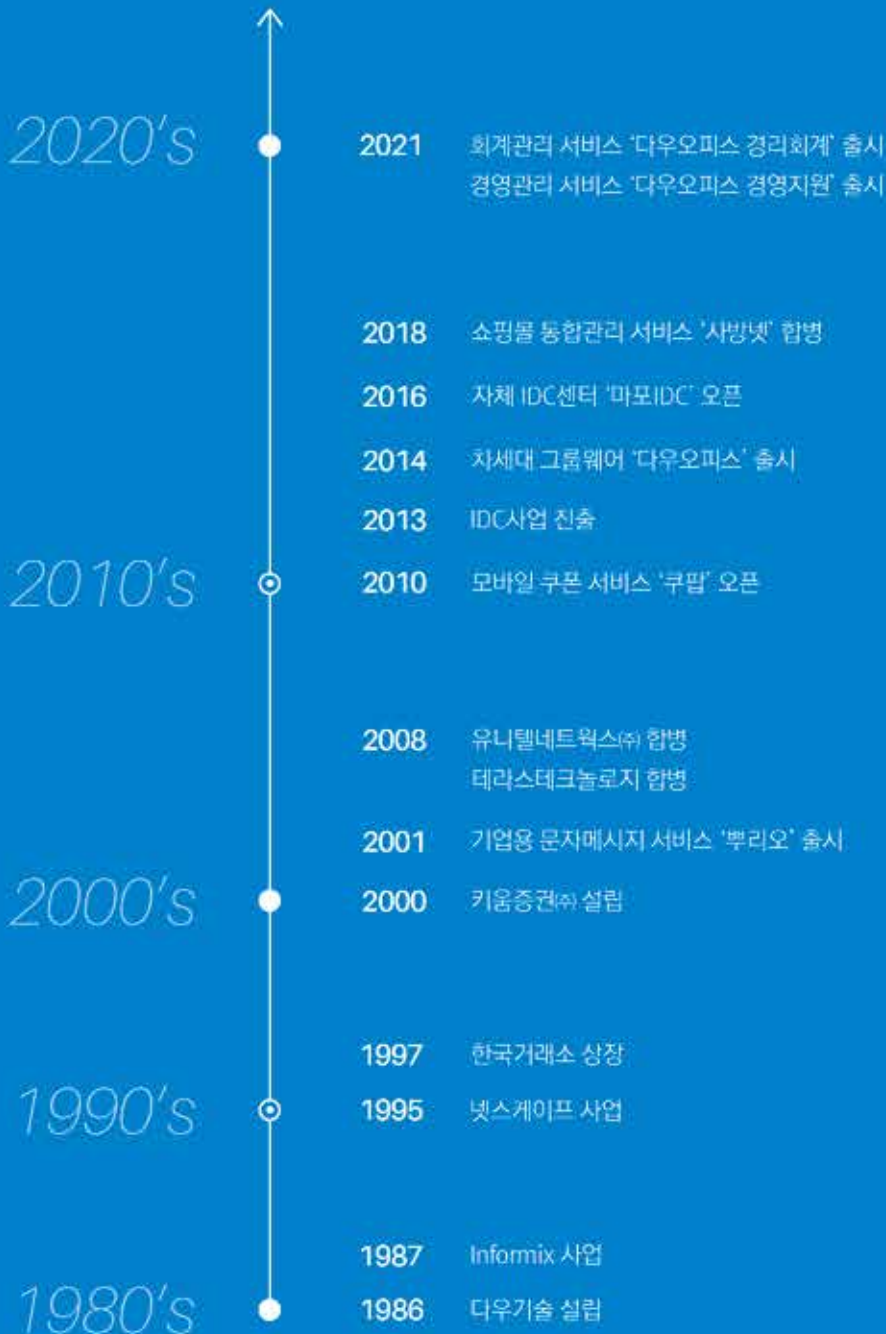 2020's
2021 회계관리 서비스 '다우오피스 경리회계' 출시
경영관리 서비스 '다우오피스 경영지원' 출시
2018 쇼핑몰 통합관리 서비스 '사방넷' 합병
2016 자체 IDC센터 '마포IDC' 오픈
2014 차세대 그룹웨어 '다우오피스' 출시
2013 IDC사업 진출
2010's
2010 모바일 쿠폰 서비스 '쿠팝' 오픈
2008 유니텔네트웍스㈜ 합병
테라스테크놀로지 합병
2001 기업용 문자메시지 서비스 '뿌리오' 출시
2000's
2000 키움증권㈜ 설립
1997 한국거래소 상장
1990's
1995 넷스케이프 사업
1987 Informix 사업
1980's
1986 다우기술 설립